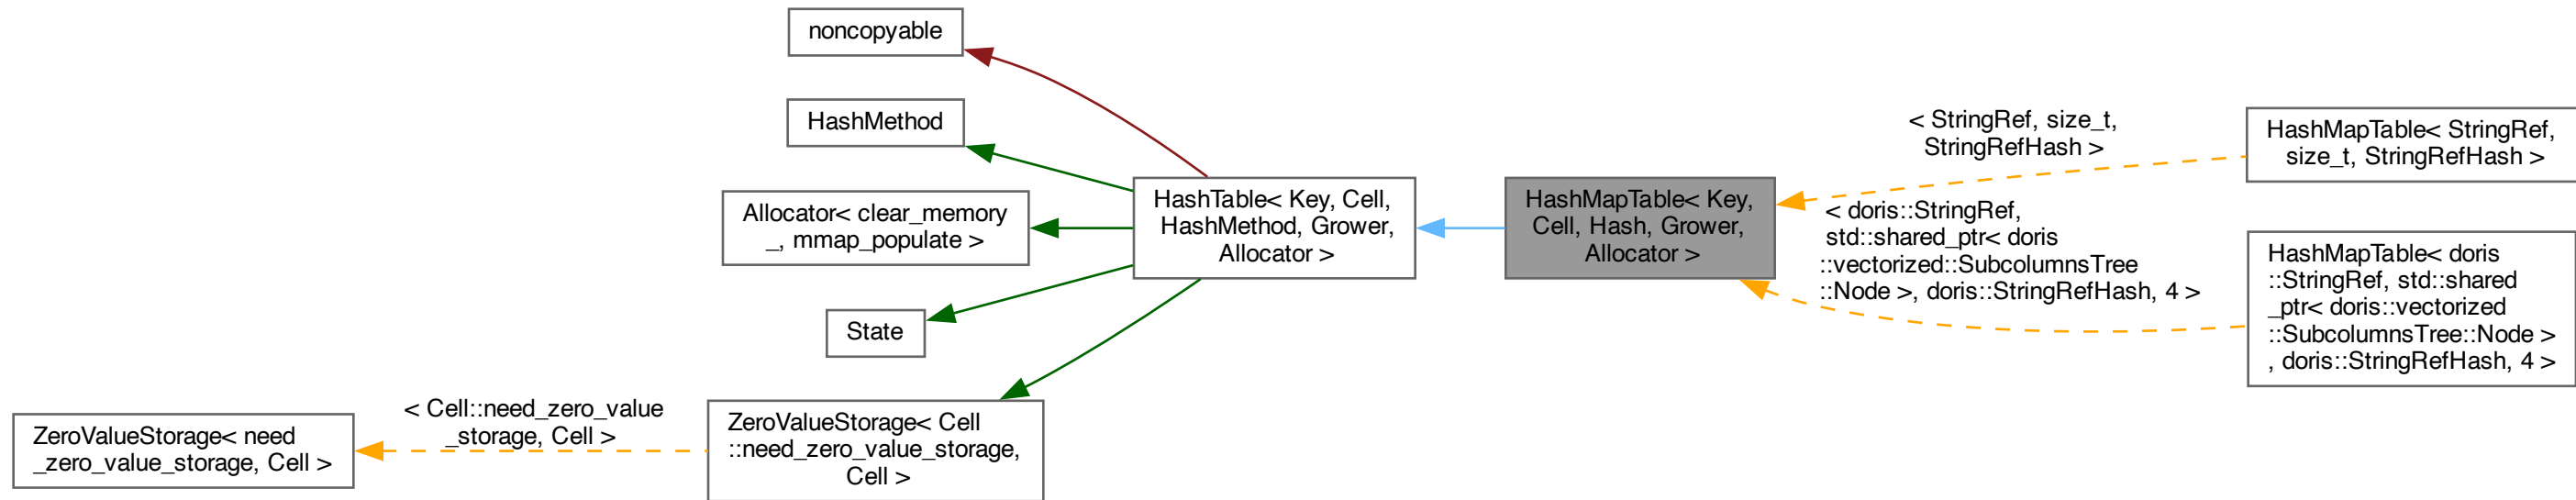 noncopyable
HashMethod
Allocator< clear_memory
_, mmap_populate >
State
ZeroValueStorage< need
_zero_value_storage, Cell >
< Cell::need_zero_value
_storage, Cell >
ZeroValueStorage< Cell
::need_zero_value_storage,
Cell >
HashTable< Key, Cell,
HashMethod, Grower,
Allocator >
HashMapTable< Key,
Cell, Hash, Grower,
Allocator >
< StringRef, size_t,
StringRefHash >
< doris::StringRef,
std::shared_ptr< doris
::vectorized::SubcolumnsTree
::Node >, doris::StringRefHash, 4 >
HashMapTable< StringRef,
size_t, StringRefHash >
HashMapTable< doris
::StringRef, std::shared
_ptr< doris::vectorized
::SubcolumnsTree::Node >
, doris::StringRefHash, 4 >